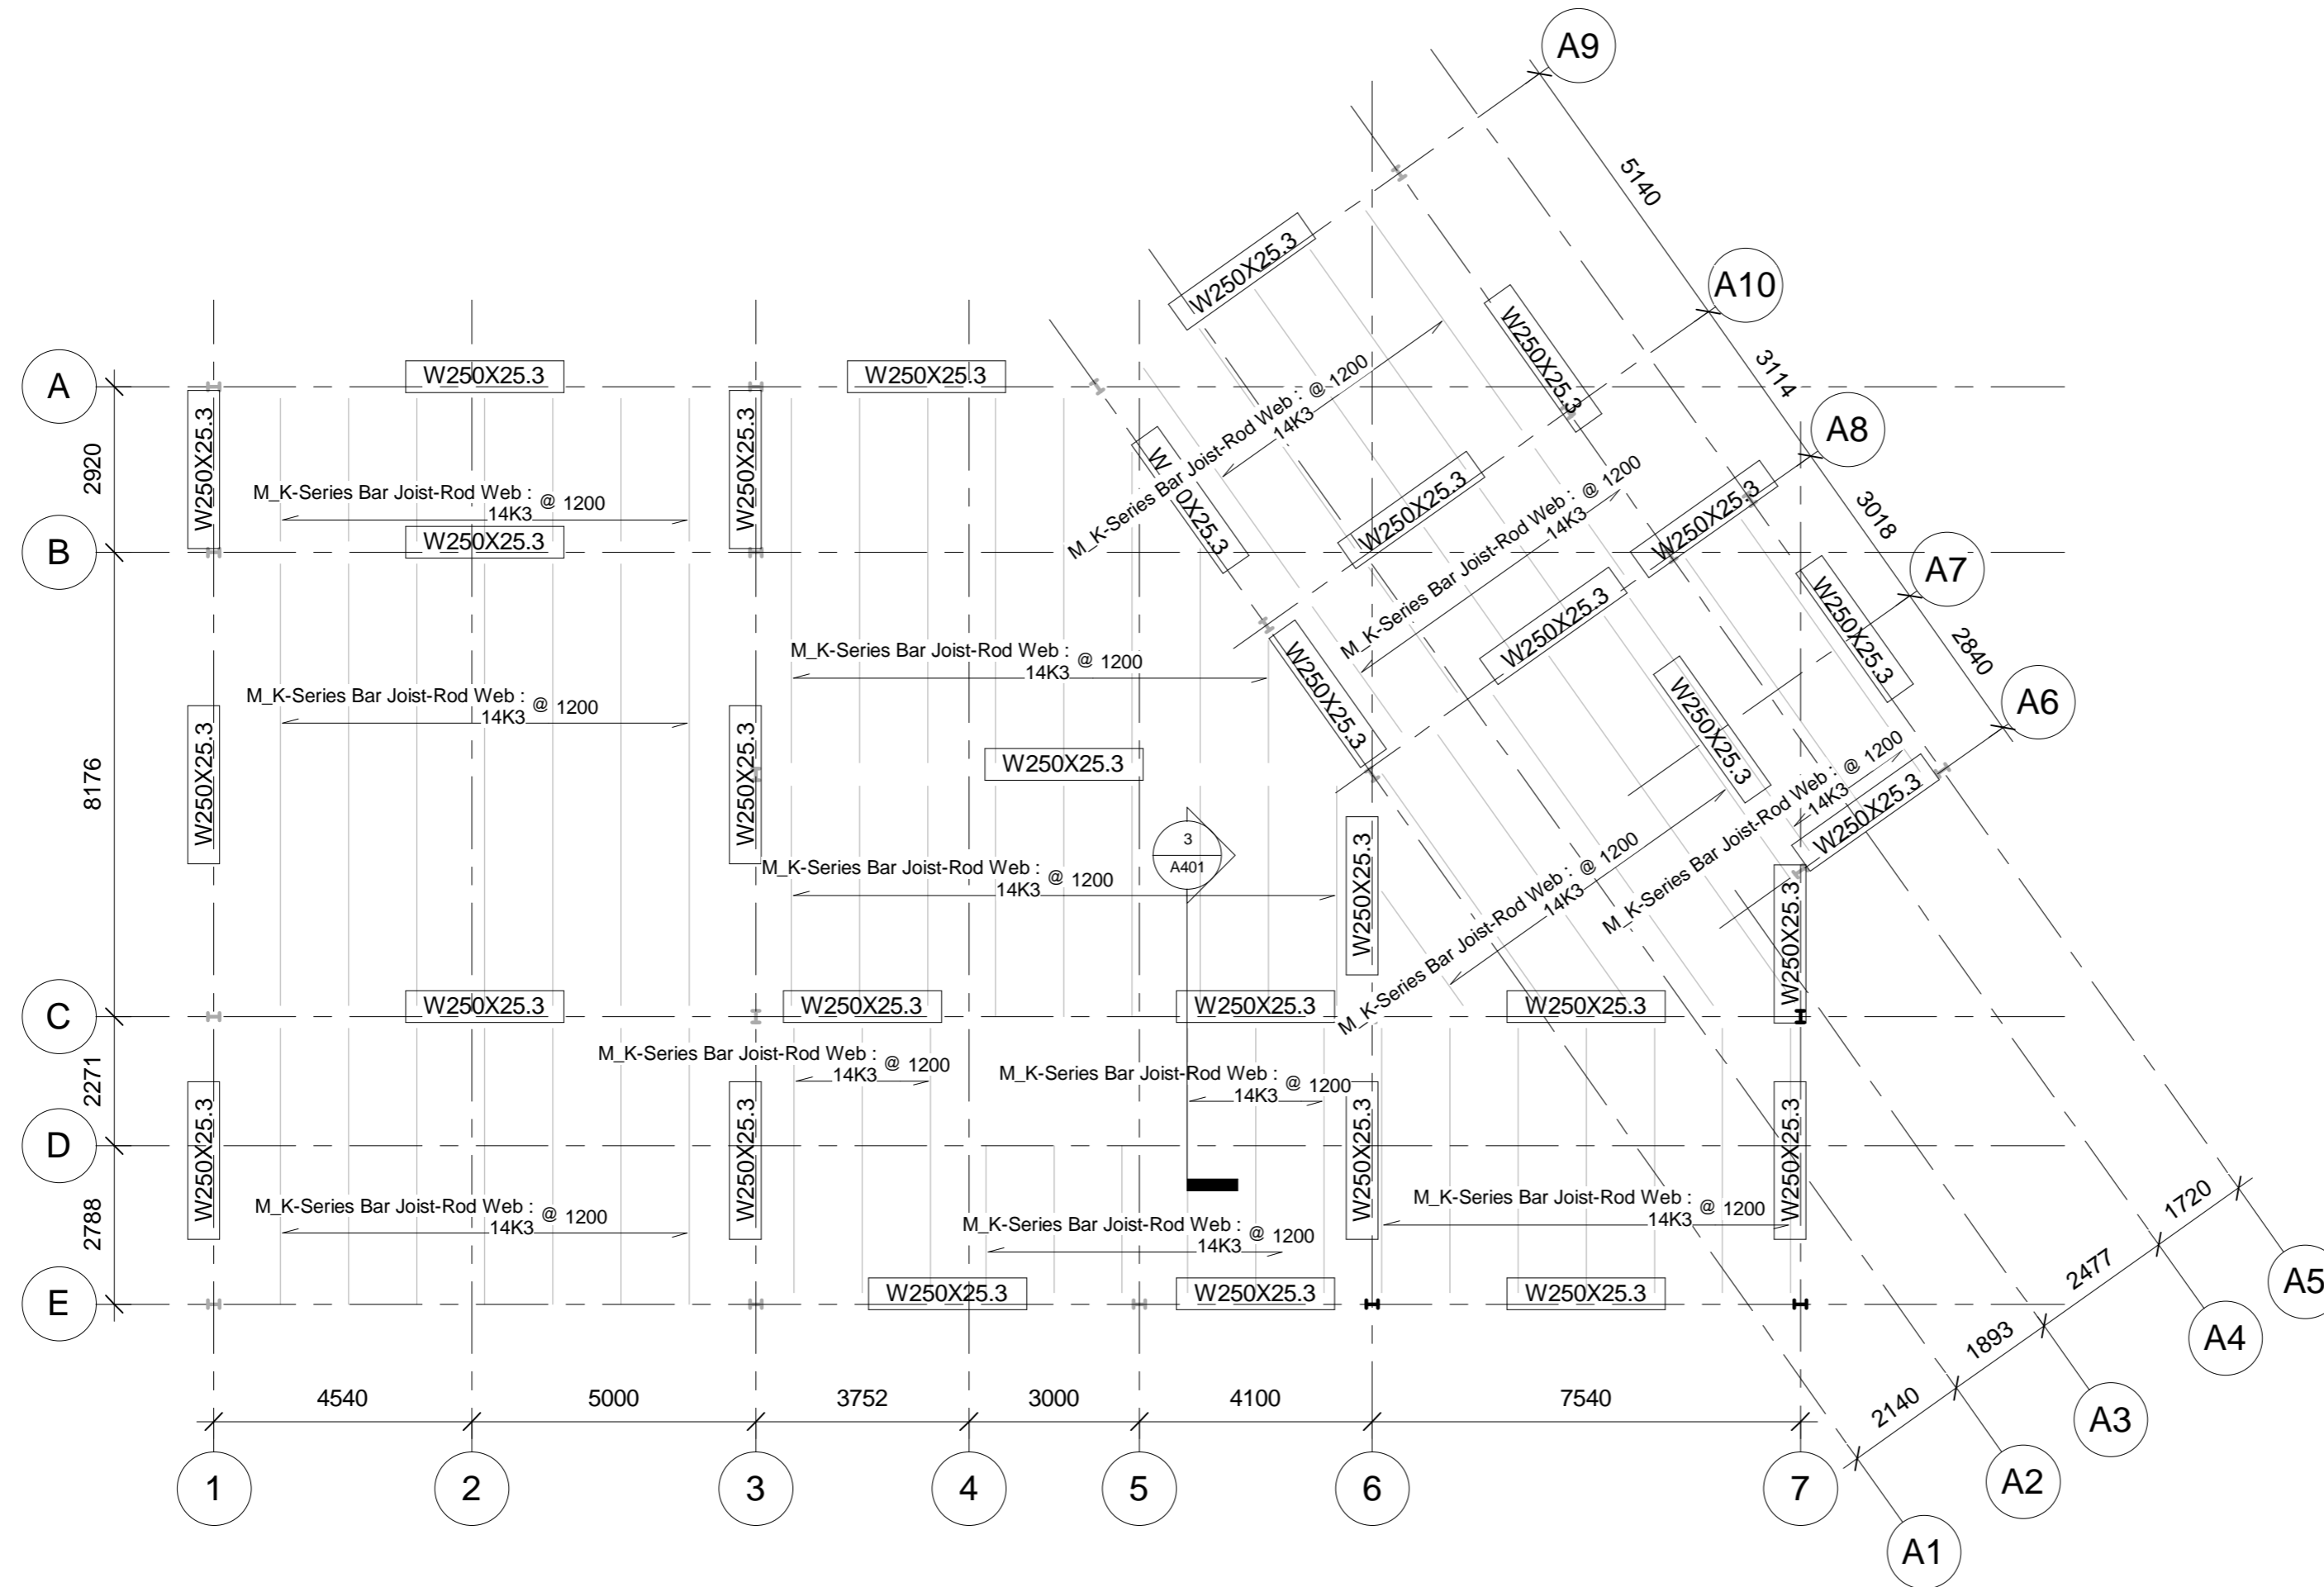 A9
5140
A10
W250X25.3
W250X25.3
3114
A8
A
W250X25.3
W250X25.3
M_K-Series Bar Joist-Rod Web : @ 1200
14K3
2920
W250X25.3
W250X25.3
M_K-Series Bar Joist-Rod Web : @ 1200
14K3
W 0X25.3
W250X25.3
M_K-Series Bar Joist-Rod Web : @ 1200
14K3
W250X25.3
3018
A7
B
W250X25.3
W250X25.3
W250X25.3
2840
M_K-Series Bar Joist-Rod Web : @ 1200
14K3
W250X25.3
W250X25.3
A6
M_K-Series Bar Joist-Rod Web : @ 1200
14K3
8176
W250X25.3
W250X25.3
W250X25.3
M_K-Series Bar Joist-Rod Web : @ 1200
14K3
W250X25.3
3
A401
M_K-Series Bar Joist-Rod Web : @ 1200
14K3
W250X25.3
M_K-Series Bar Joist-Rod Web : @ 1200
14K3
W250X25.3
C
W250X25.3
W250X25.3
W250X25.3
W250X25.3
2271
M_K-Series Bar Joist-Rod Web : @ 1200
14K3
M_K-Series Bar Joist-Rod Web : @ 1200
14K3
D
W250X25.3
W250X25.3
W250X25.3
W250X25.3
2788
M_K-Series Bar Joist-Rod Web : @ 1200
14K3
M_K-Series Bar Joist-Rod Web : @ 1200
14K3
M_K-Series Bar Joist-Rod Web : @ 1200
14K3
1720
E
W250X25.3
W250X25.3
W250X25.3
2477
A5
1893
A4
4540
5000
3752
3000
4100
7540
2140
A3
1
2
3
4
5
6
7
A2
A1